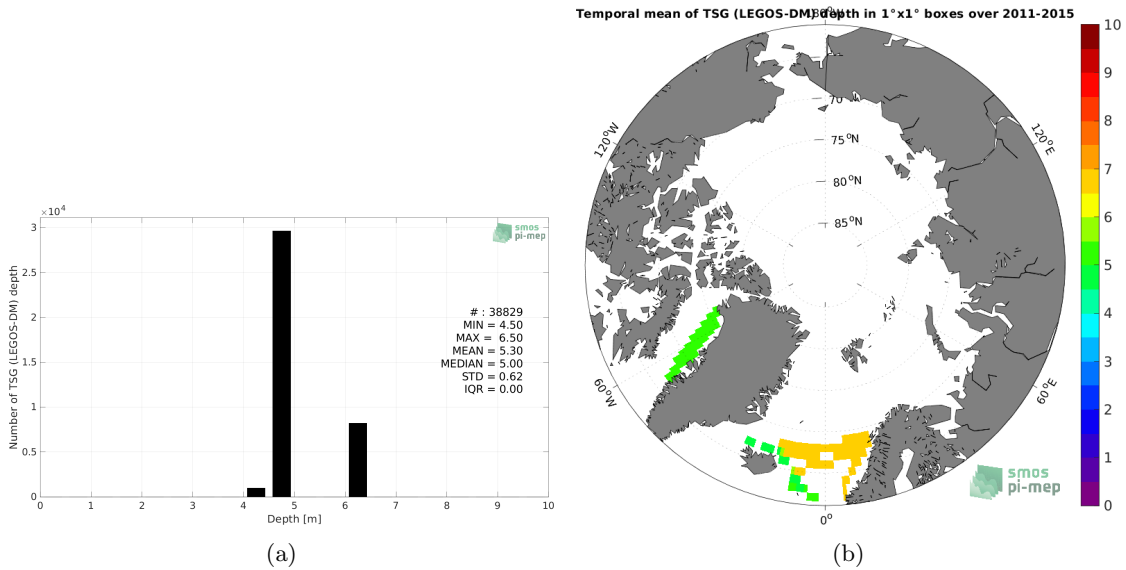 ×10⁴
3
2.5
2
1.5
1
0.5
0
0 1 2 3 4 5 6 7 8 9 10
Number of TSG (LEGOS-DM) depth
Depth [m]
smos
pi-mep
# : 38829
MIN = 4.50
MAX = 6.50
MEAN = 5.30
MEDIAN = 5.00
STD = 0.62
IQR = 0.00
(a)
Temporal mean of TSG (LEGOS-DM) depth in 1°x1° boxes over 2011-2015
180°W
120°W
120°E
60°W
60°E
0°
70°N
75°N
80°N
85°N
10
9
8
7
6
5
4
3
2
1
0
smos
pi-mep
(b)